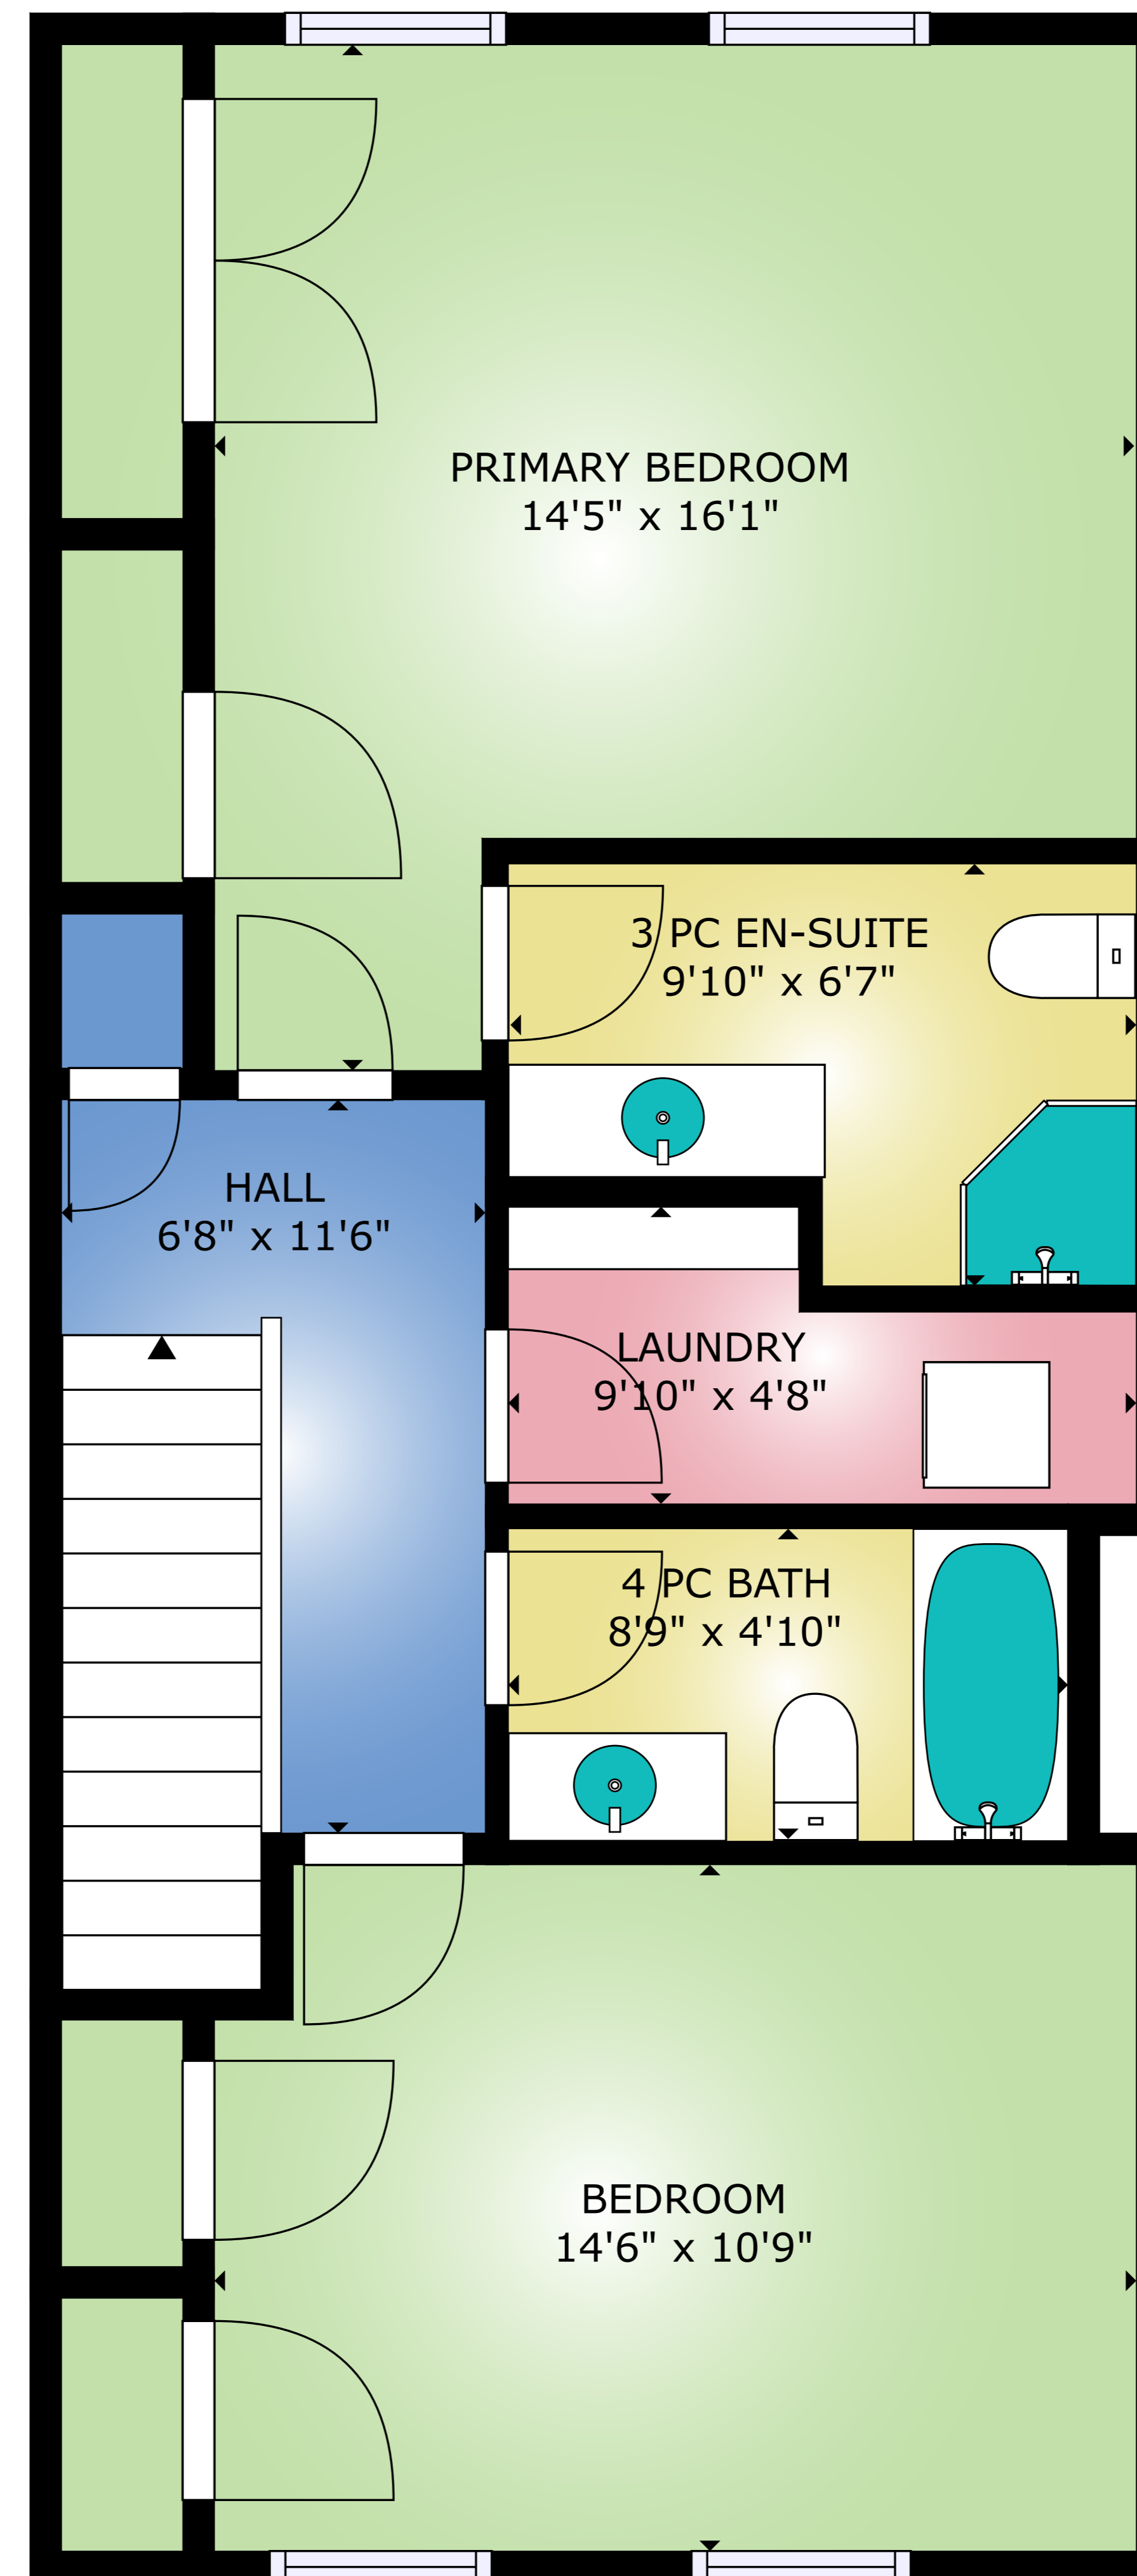 PRIMARY BEDROOM
14'5" x 16'1"
3 PC EN-SUITE
9'10" x 6'7"
HALL
6'8" x 11'6"
LAUNDRY
9'10" x 4'8"
4 PC BATH
8'9" x 4'10"
BEDROOM
14'6" x 10'9"